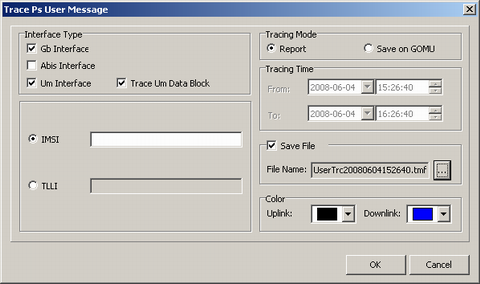 Trace Ps User Message
Interface Type
Gb Interface
Abis Interface
Um Interface
Trace Um Data Block
IMSI
TLLI
Tracing Mode
Report
Save on GOMU
Tracing Time
From: 2008-06-04 15:26:40
To: 2008-06-04 16:26:40
Save File
File Name: UserTrc20080604152640.tmf ...
Color
Uplink: Downlink:
OK Cancel